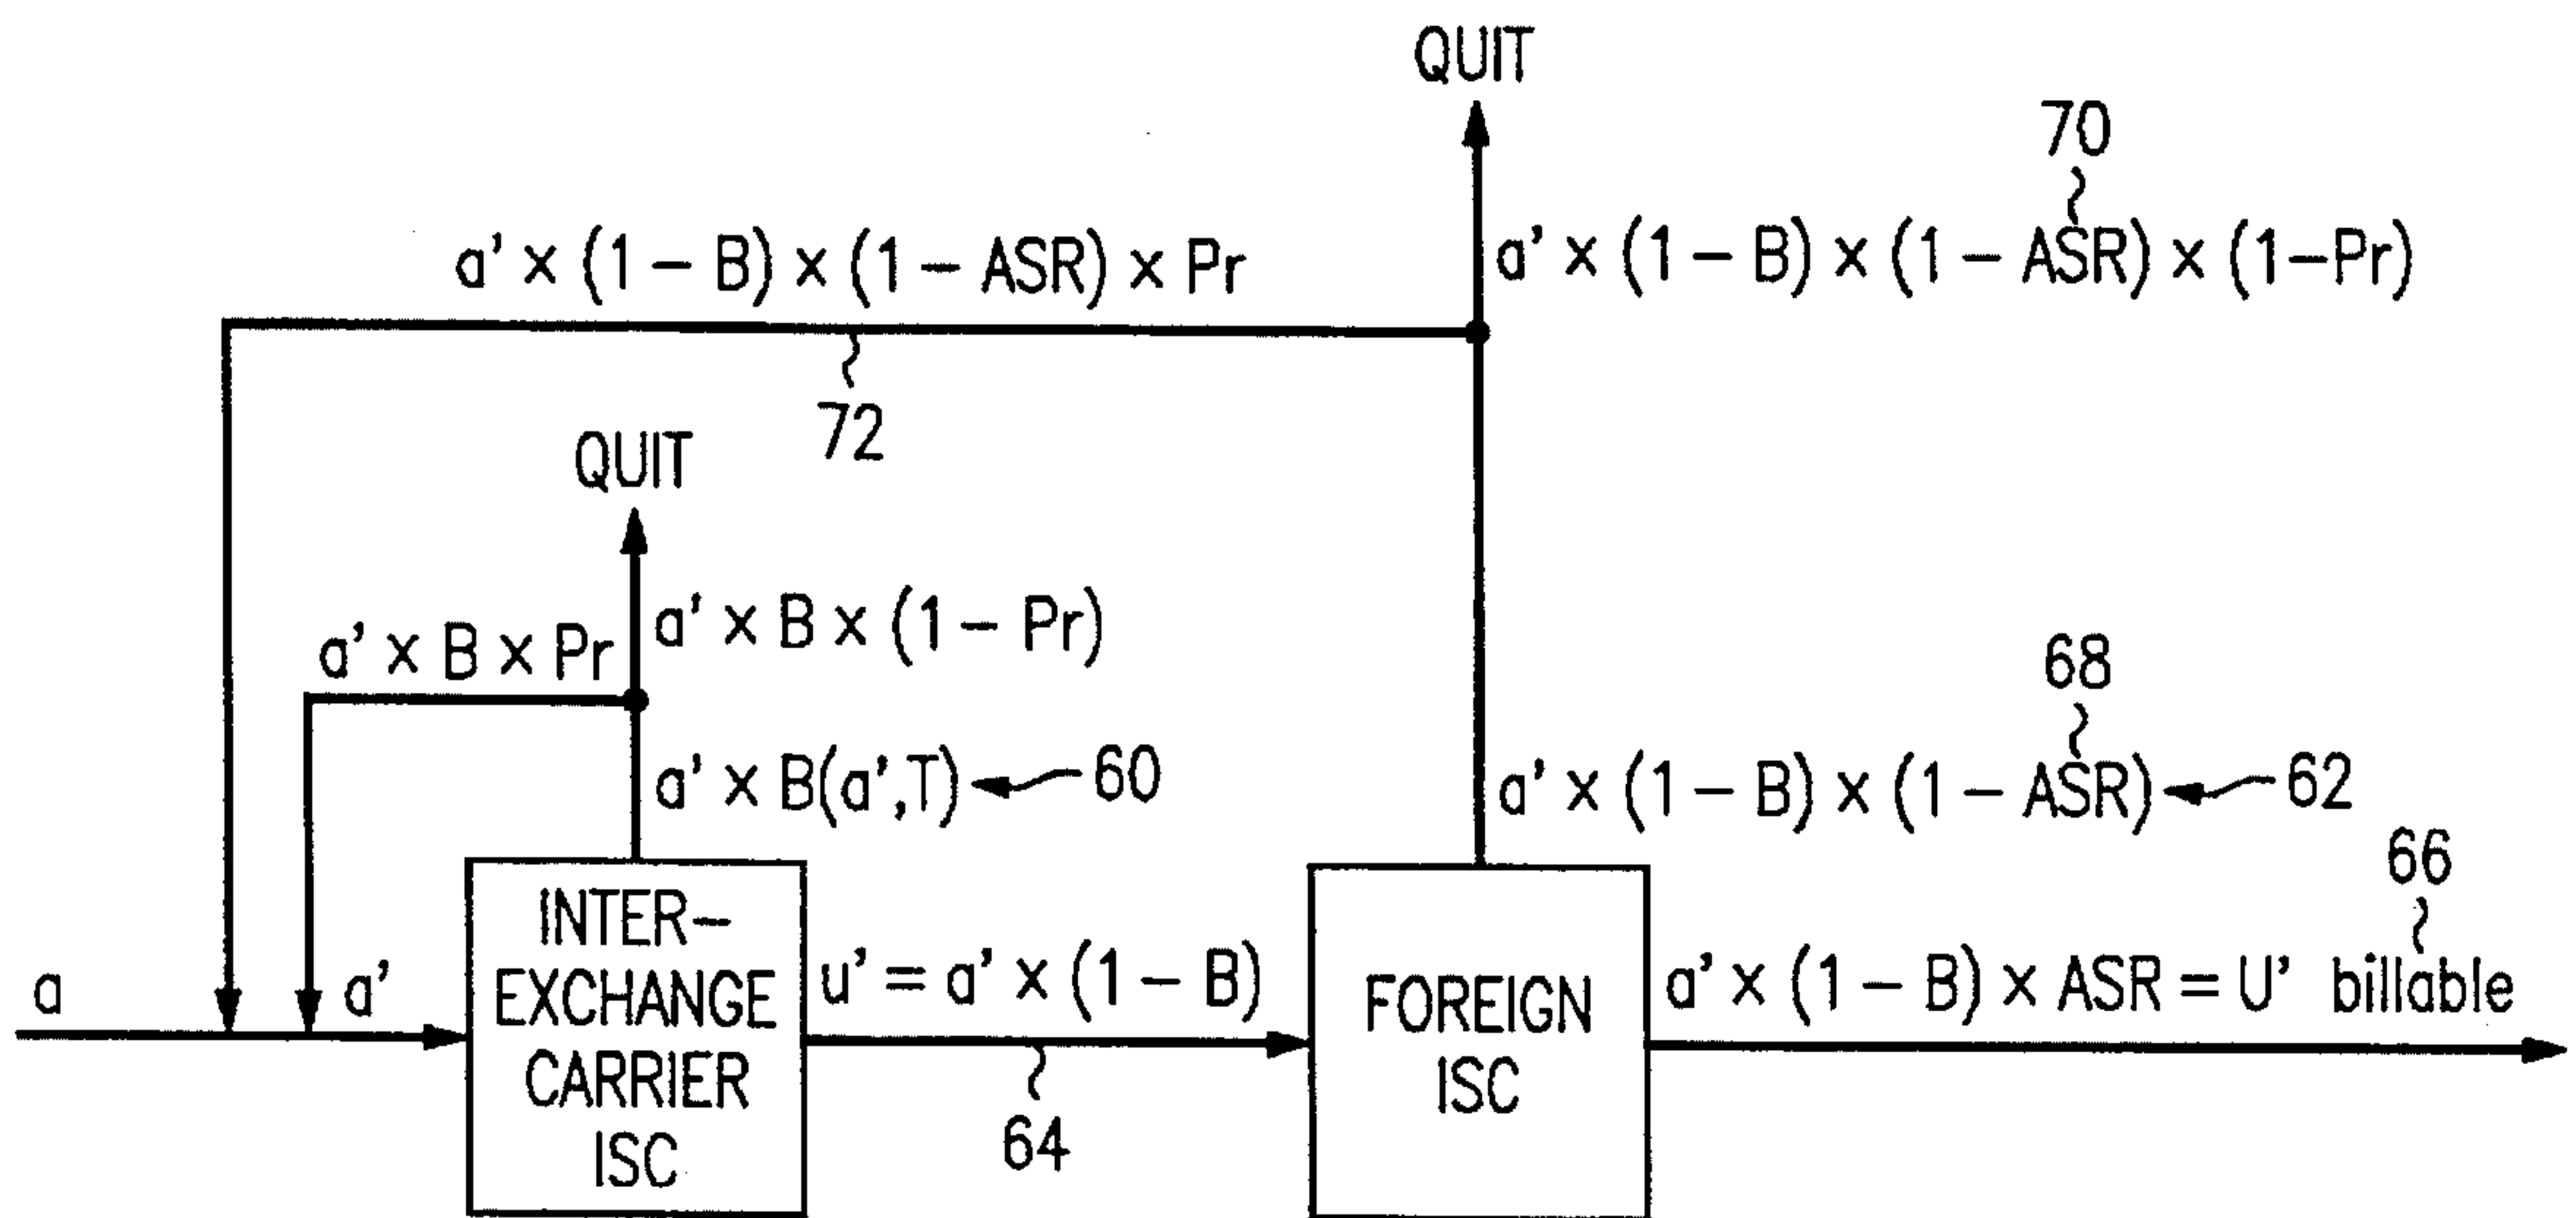 QUIT
70
a' × (1 – B) × (1 – ASR) × Pr
a' × (1 – B) × (1 – ASR) × (1–Pr)
72
QUIT
a' × B × Pr
a' × B × (1 – Pr)
68
a' × B(a',T)
60
a' × (1 – B) × (1 – ASR)
62
66
a
a'
INTER–
EXCHANGE
CARRIER
ISC
u' = a' × (1 – B)
64
FOREIGN
ISC
a' × (1 – B) × ASR = U' billable